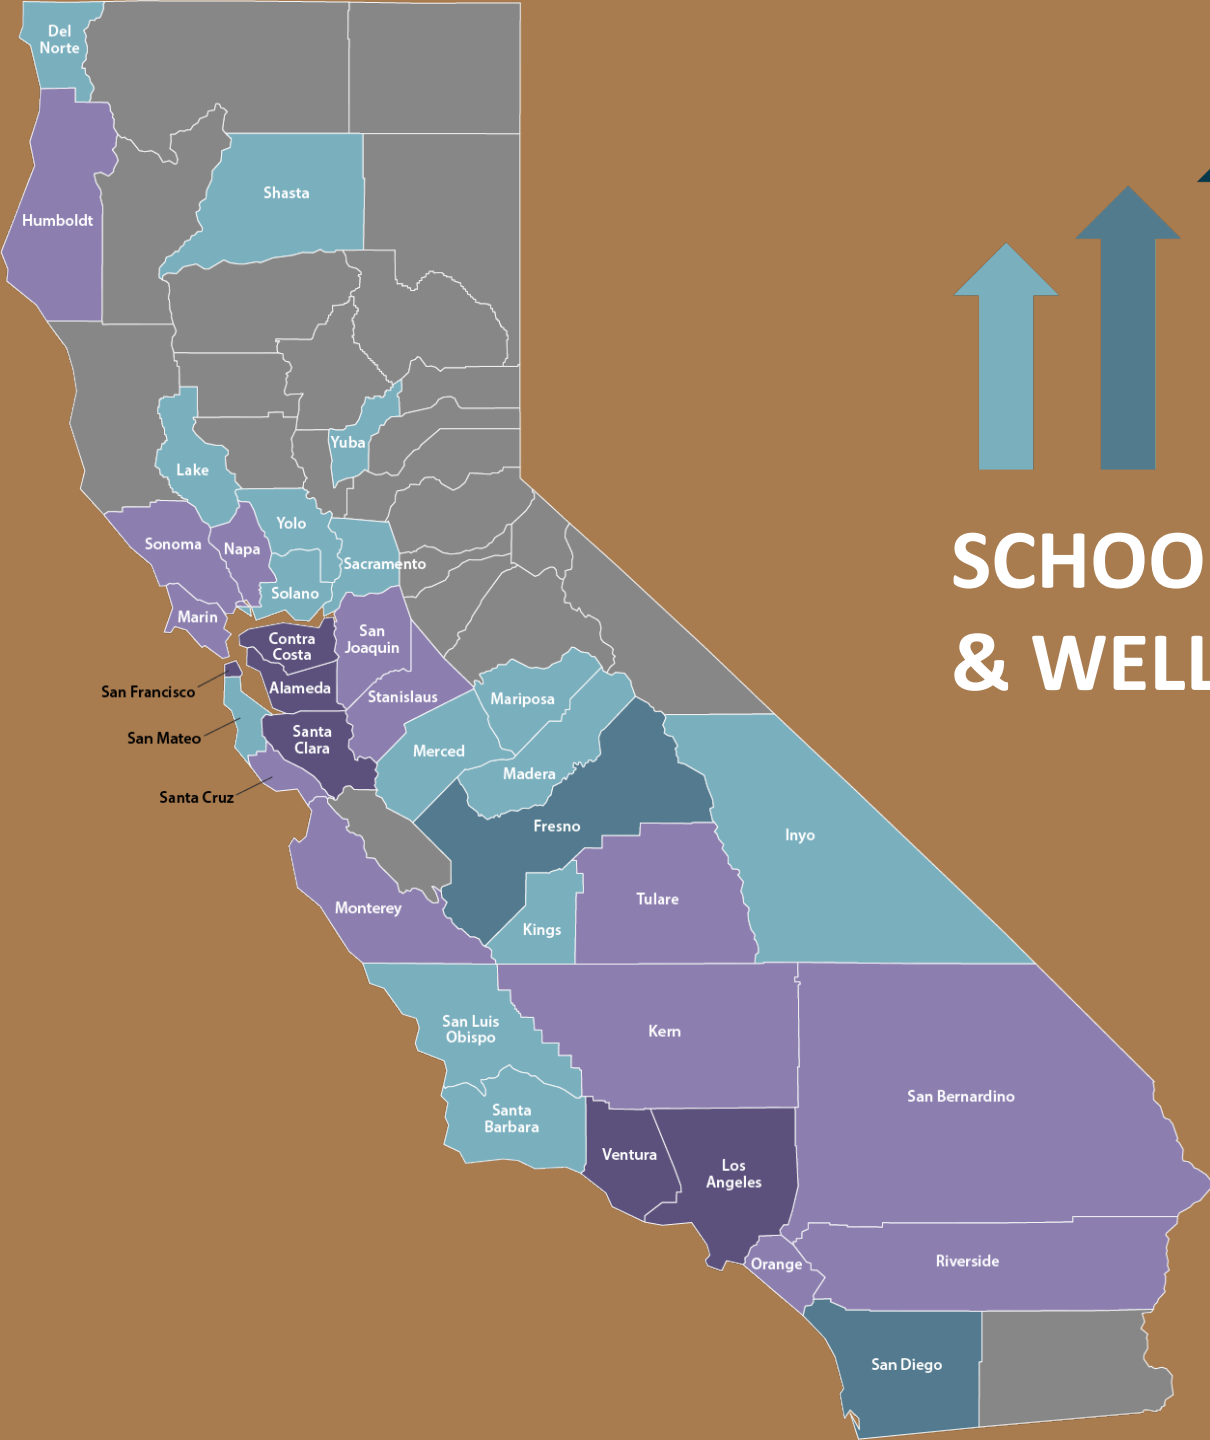 Del
Norte
Humboldt
Shasta
Yuba
Lake
Yolo
Sonoma
Napa
Sacramento
Solano
Marin
Contra
Costa
San
Joaquin
San Francisco
Alameda
Stanislaus
Mariposa
San Mateo
Santa
Clara
Merced
Madera
Santa Cruz
Fresno
Inyo
Monterey
Tulare
Kings
San Luis
Obispo
Kern
San Bernardino
Santa
Barbara
Ventura
Los
Angeles
Orange
Riverside
San Diego
SCHOO
& WELL